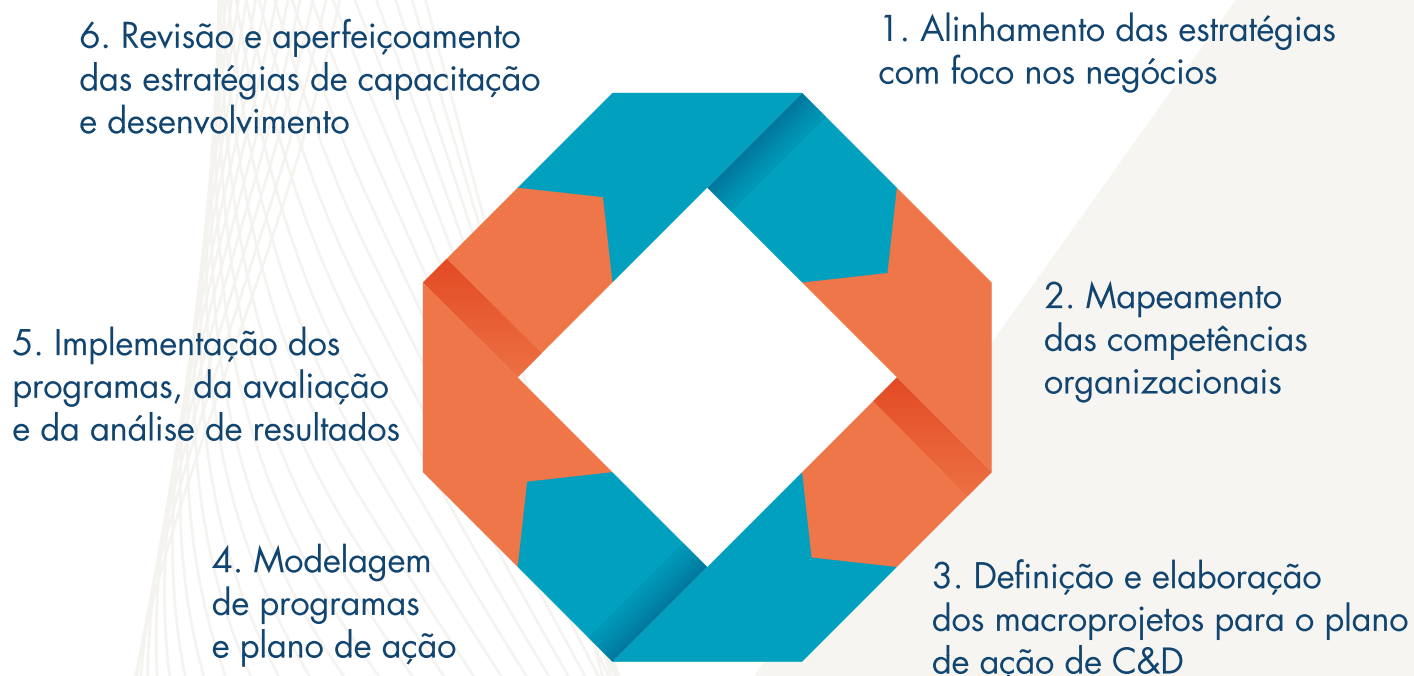 1. Alinhamento das estratégias
com foco nos negócios
2. Mapeamento
das competências
organizacionais
3. Definição e elaboração
dos macroprojetos para o plano
de ação de C&D
4. Modelagem
de programas
e plano de ação
5. Implementação dos
programas, da avaliação
e da análise de resultados
6. Revisão e aperfeiçoamento
das estratégias de capacitação
e desenvolvimento